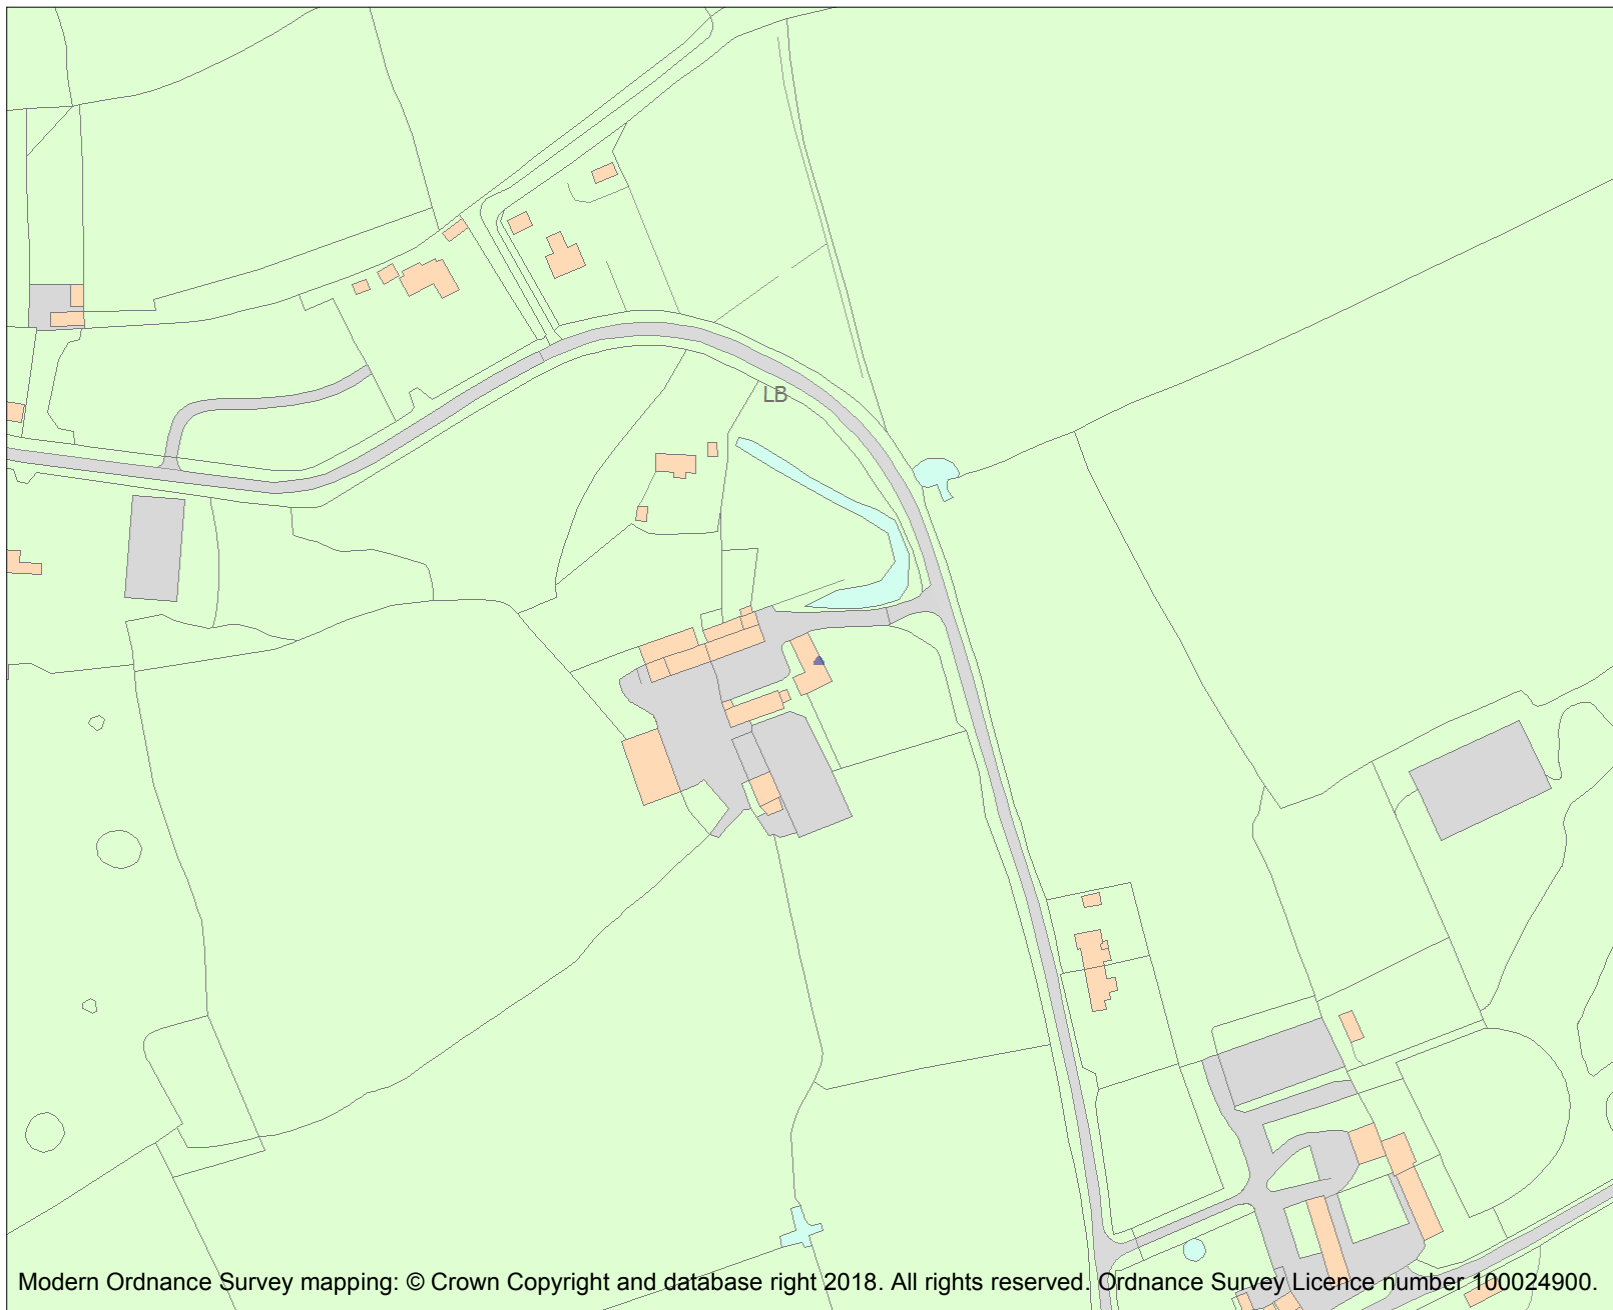 LB
Modern Ordnance Survey mapping: © Crown Copyright and database right 2018. All rights reserved. Ordnance Survey Licence number 100024900.